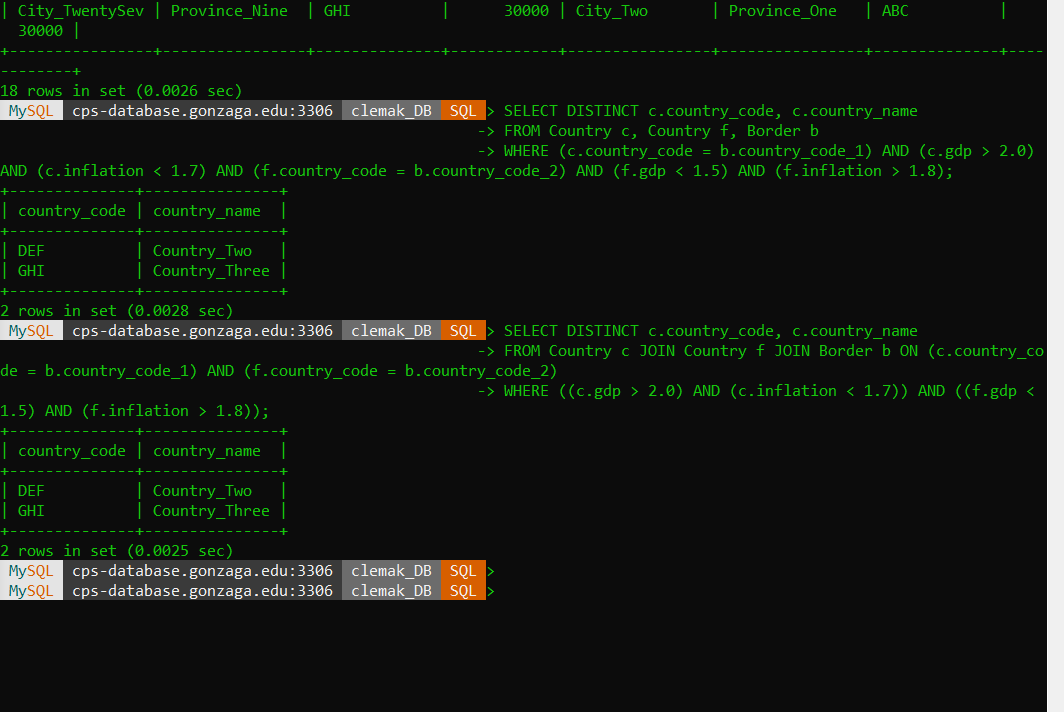 | City_TwentySev | Province_Nine  | GHI          |      30000 | City_Two       | Province_One   | ABC          |
  30000 |
+----------------+----------------+--------------+------------+----------------+----------------+--------------+----
--------+
18 rows in set (0.0026 sec)
MySQL  cps-database.gonzaga.edu:3306  clemak_DB  SQL > SELECT DISTINCT c.country_code, c.country_name
-> FROM Country c, Country f, Border b
-> WHERE (c.country_code = b.country_code_1) AND (c.gdp > 2.0)
AND (c.inflation < 1.7) AND (f.country_code = b.country_code_2) AND (f.gdp < 1.5) AND (f.inflation > 1.8);
+--------------+---------------+
| country_code | country_name  |
+--------------+---------------+
| DEF          | Country_Two   |
| GHI          | Country_Three |
+--------------+---------------+
2 rows in set (0.0028 sec)
MySQL  cps-database.gonzaga.edu:3306  clemak_DB  SQL > SELECT DISTINCT c.country_code, c.country_name
-> FROM Country c JOIN Country f JOIN Border b ON (c.country_co
de = b.country_code_1) AND (f.country_code = b.country_code_2)
-> WHERE ((c.gdp > 2.0) AND (c.inflation < 1.7)) AND ((f.gdp <
1.5) AND (f.inflation > 1.8));
+--------------+---------------+
| country_code | country_name  |
+--------------+---------------+
| DEF          | Country_Two   |
| GHI          | Country_Three |
+--------------+---------------+
2 rows in set (0.0025 sec)
MySQL  cps-database.gonzaga.edu:3306  clemak_DB  SQL >
MySQL  cps-database.gonzaga.edu:3306  clemak_DB  SQL >